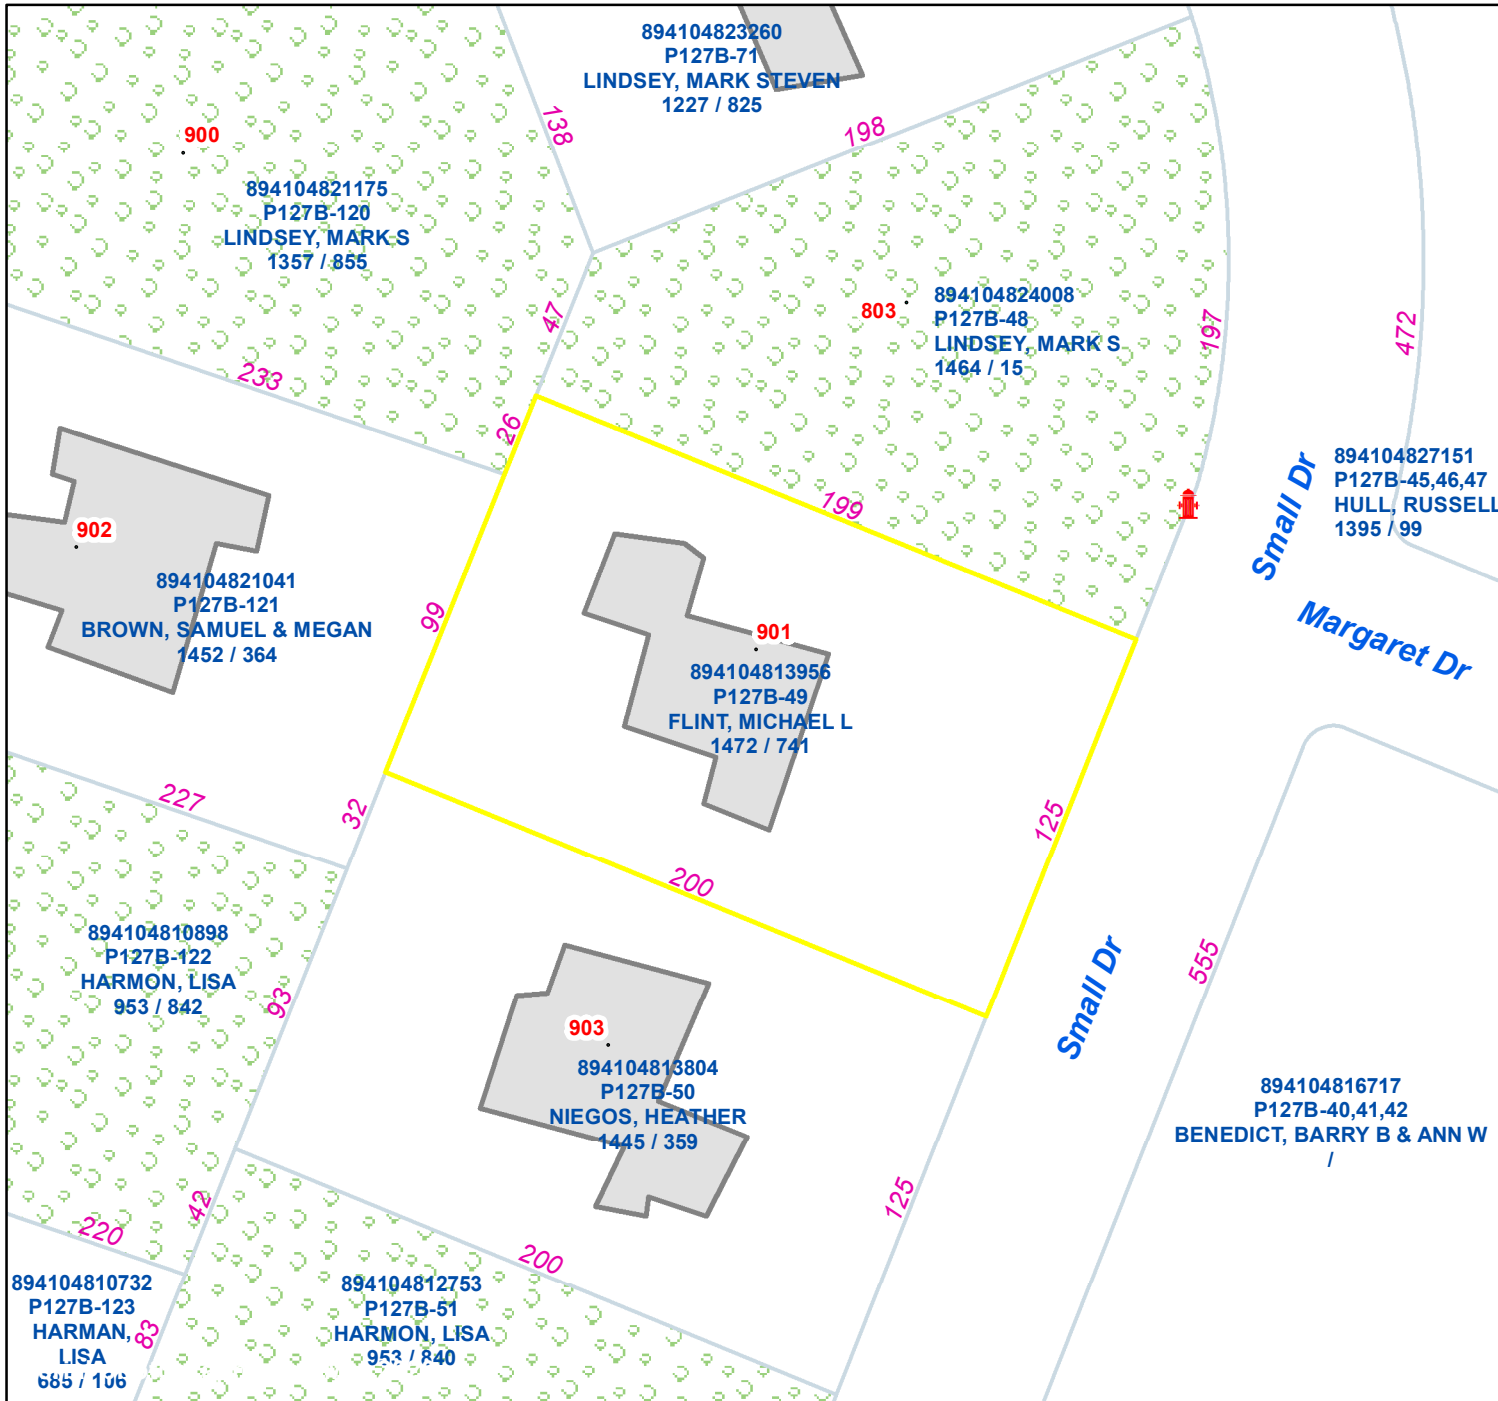 894104823260
P127B-71
LINDSEY, MARK STEVEN
1227 / 825
138
198
900
894104821175
P127B-120
LINDSEY, MARK S
1357 / 855
47
803
894104824008
P127B-48
LINDSEY, MARK S
1464 / 15
197
472
233
26
199
Small Dr
894104827151
P127B-45,46,47
HULL, RUSSELL
1395 / 99
902
894104821041
P127B-121
BROWN, SAMUEL & MEGAN
1452 / 364
99
901
894104813956
P127B-49
FLINT, MICHAEL L
1472 / 741
Margaret Dr
227
32
125
200
894104810898
P127B-122
HARMON, LISA
953 / 842
93
555
Small Dr
903
894104813804
P127B-50
NIEGOS, HEATHER
1445 / 359
894104816717
P127B-40,41,42
BENEDICT, BARRY B & ANN W
/
42
125
220
200
894104810732
P127B-123
HARMAN,
LISA
685 / 106
83
894104812753
P127B-51
HARMON, LISA
953 / 840